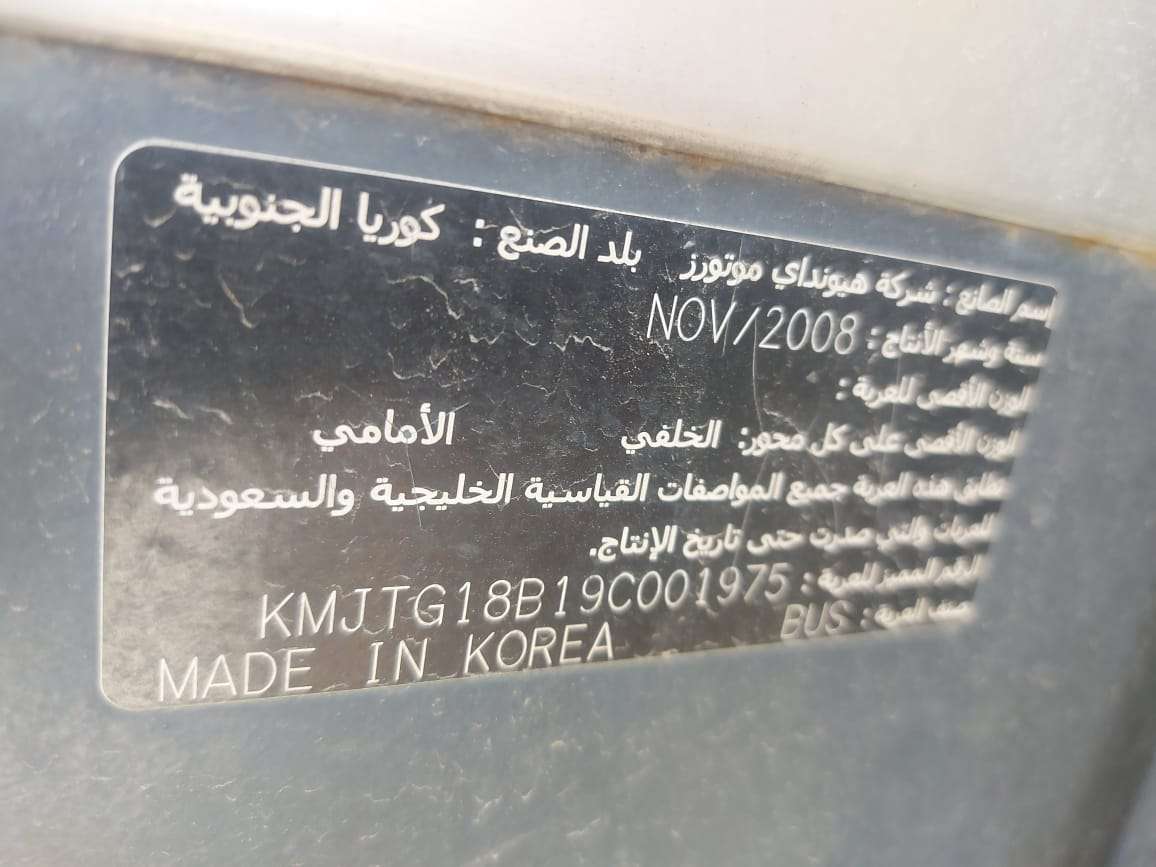 إسم الصانع : شركة هيونداي موتورز بلد الصنع : كوريا الجنوبية
سنة وشهر الأنتاج : NOV/2008
الوزن الأقصى للعربة :
الوزن الأقصى على كل محور: الخلفي الأمامي
تطابق هذه العربة جميع المواصفات القياسية الخليجية والسعودية
للعربات والتي صدرت حتى تاريخ الإنتاج.
الرقم المميز للعربة : KMJTG18B19C001975
صنف العربة : BUS
MADE IN KOREA